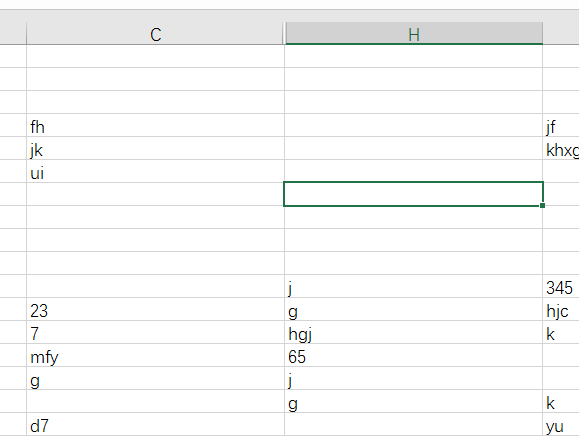 C H
fh jf
jk khxg
ui
j 345
23 g hjc
7 hgj k
mfy 65
g j
g k
d7 yu